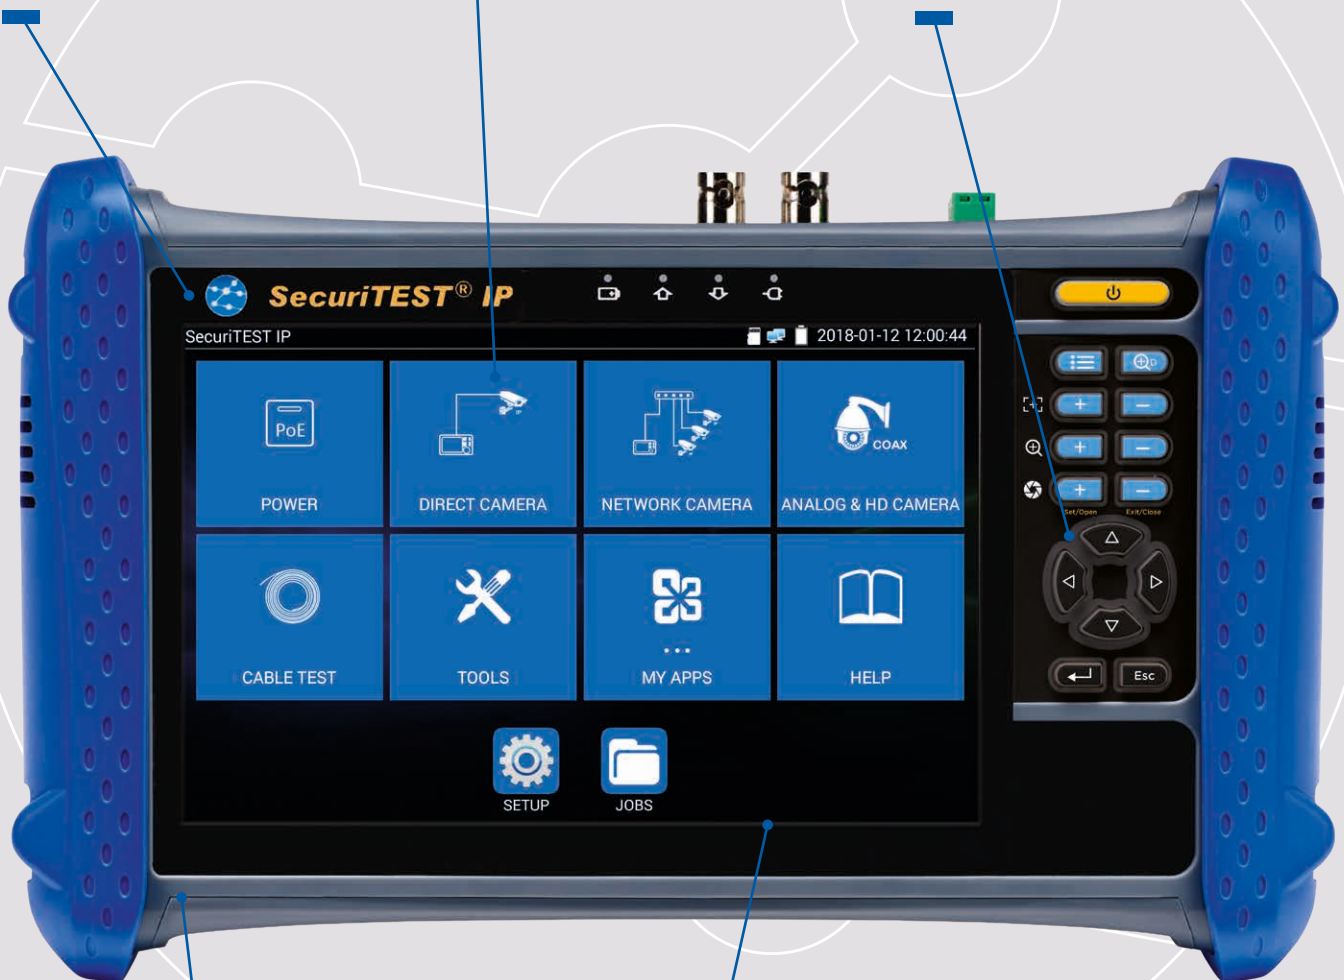 SecuriTEST® IP
SecuriTEST IP
2018-01-12 12:00:44
PoE
POWER
DIRECT CAMERA
NETWORK CAMERA
COAX
ANALOG & HD CAMERA
CABLE TEST
TOOLS
MY APPS
HELP
SETUP
JOBS
D
+ −
+ −
+ −
Set/Open Exit/Close
Esc